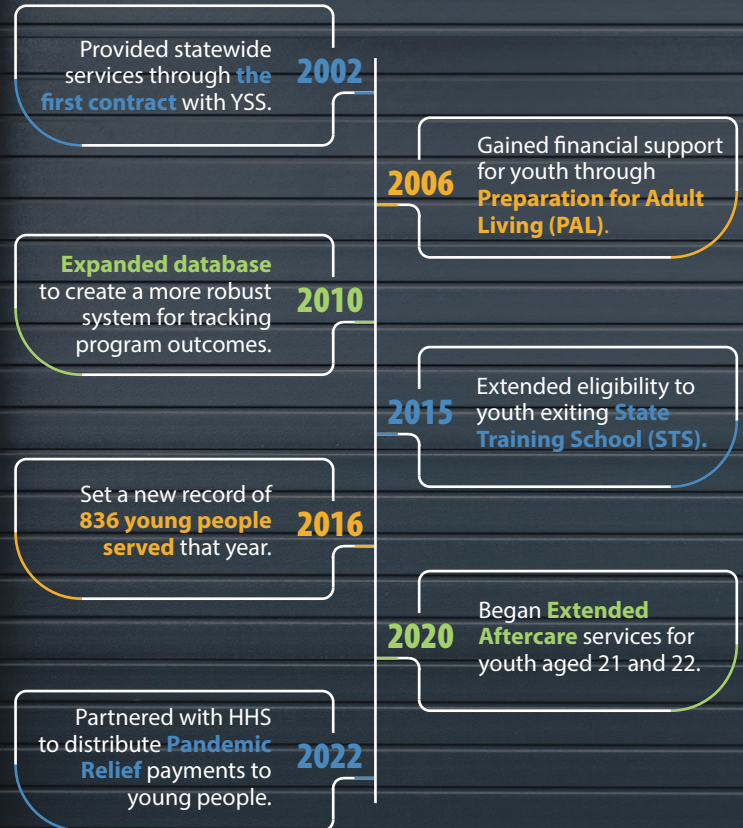 Provided statewide
services through the
first contract with YSS.
2002
Gained financial support
for youth through
Preparation for Adult
Living (PAL).
2006
Expanded database
to create a more robust
system for tracking
program outcomes.
2010
Extended eligibility to
youth exiting State
Training School (STS).
2015
Set a new record of
836 young people
served that year.
2016
Began Extended
Aftercare services for
youth aged 21 and 22.
2020
Partnered with HHS
to distribute Pandemic
Relief payments to
young people.
2022